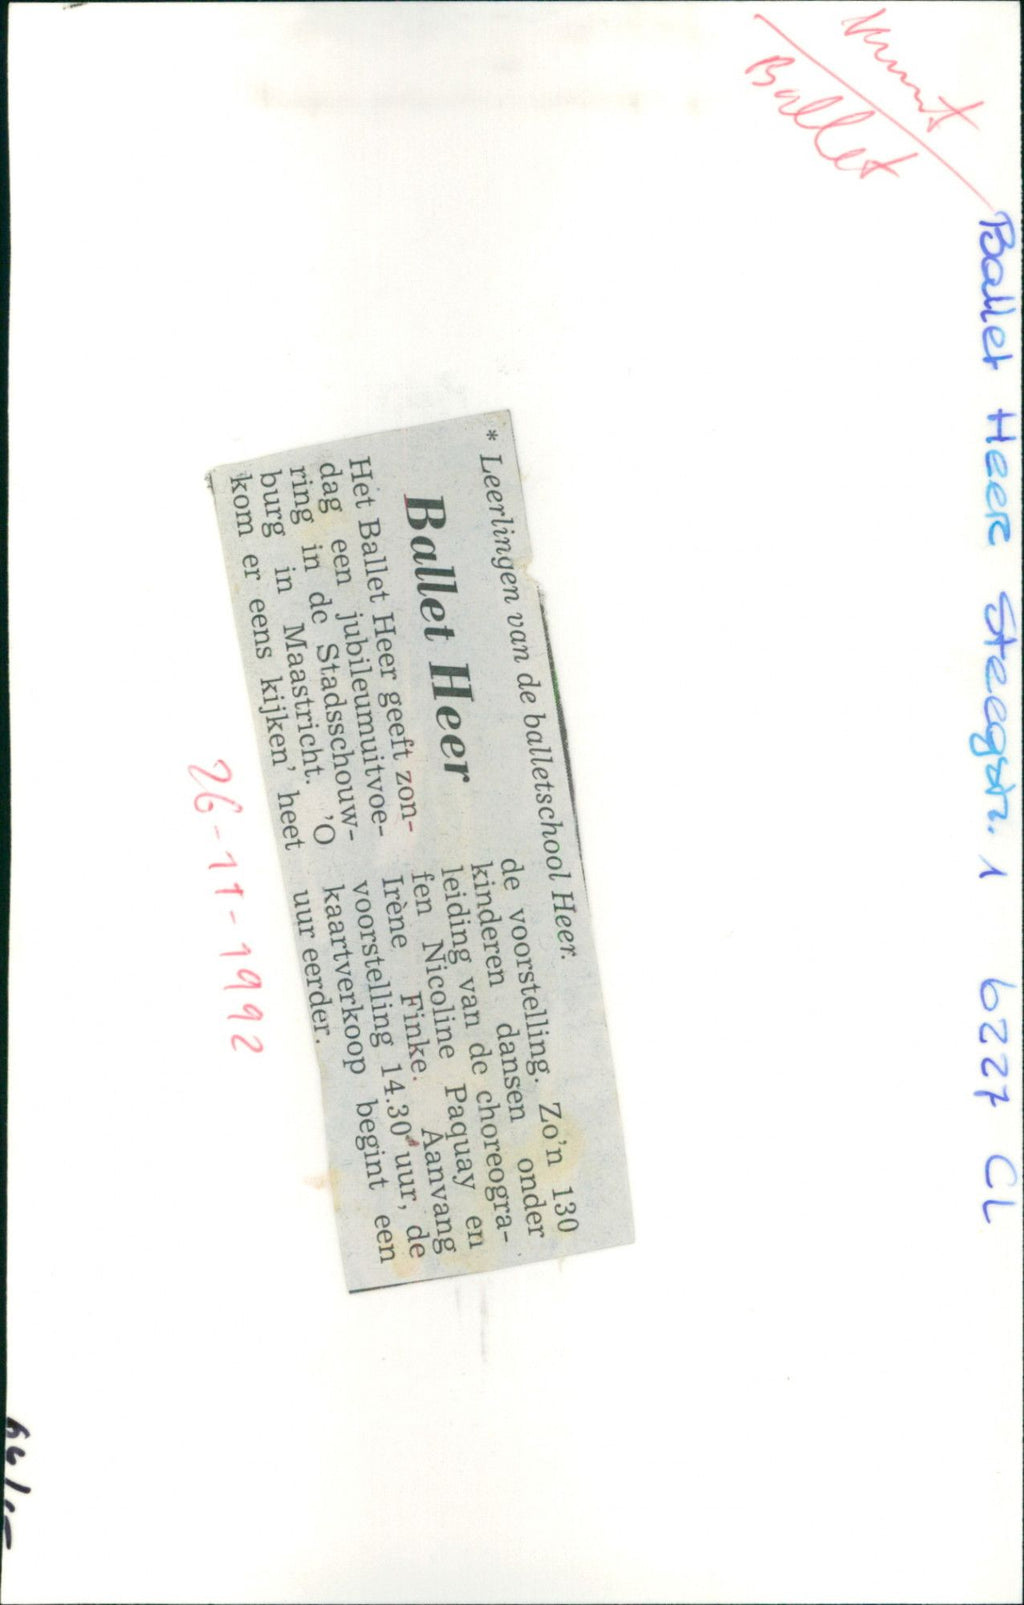 Ballet
Ballet Heer Steegstr. 1 6227 CL
* Leerlingen van de balletschool Heer.
Ballet Heer
Het Ballet Heer geeft zon-
dag een jubileumuitvoe-
ring in de Stadsschouw-
burg in Maastricht. 'O
kom er eens kijken' heet
de voorstelling. Zo'n 130
kinderen dansen onder
leiding van de choreogra-
fen Nicoline Paquay en
Irène Finke. Aanvang
voorstelling 14.30 uur, de
kaartverkoop begint een
uur eerder.
26-11-1992